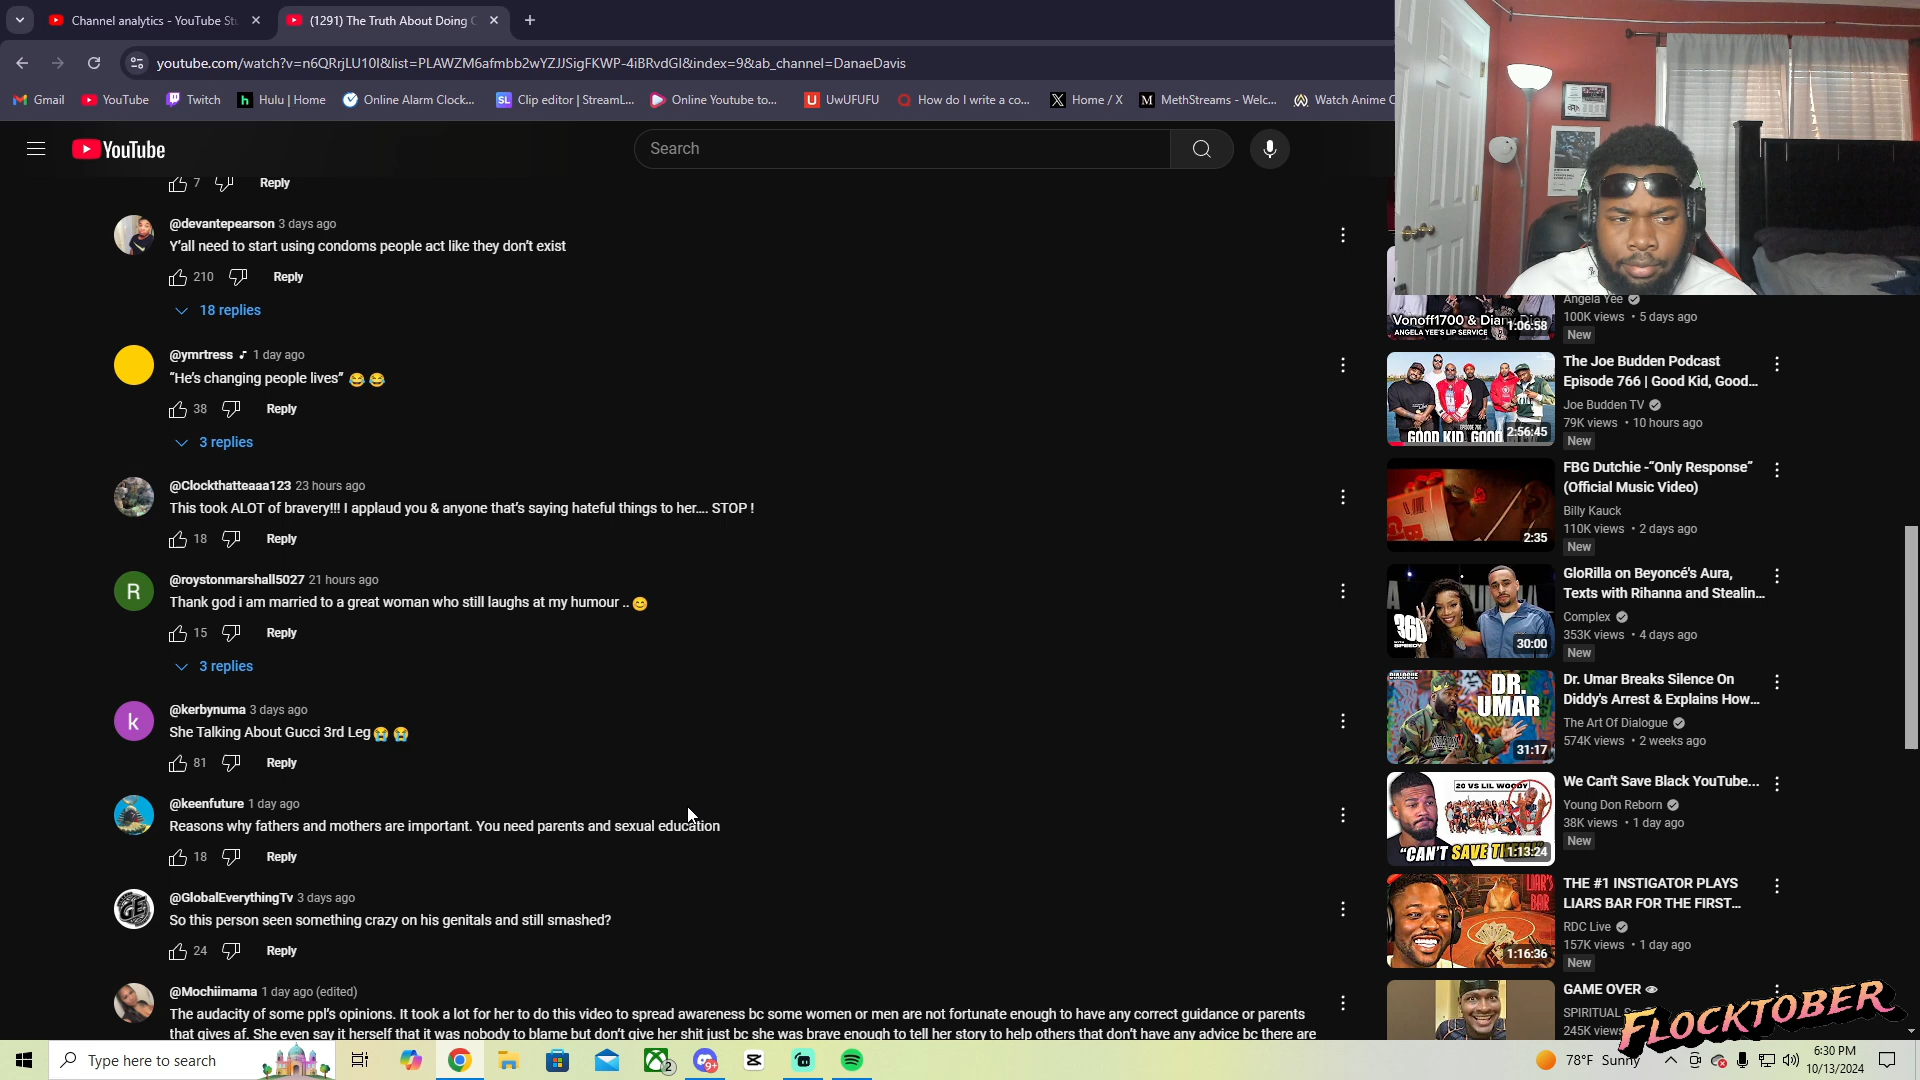 Channel analytics - YouTube Stu
(1291) The Truth About Doing
youtube.com/watch?v=n6QRrjLU10I&list=PLAWZM6afmbb2wYZJJSigFKWP-4iBRvdGI&index=9&ab_channel=DanaeDavis
Gmail
YouTube
Twitch
Hulu | Home
Online Alarm Clock...
Clip editor | StreamL...
Online Youtube to...
UwUFUFU
How do I write a co...
Home / X
MethStreams - Welc...
Watch Anime
YouTube
Search
7 Reply
@devantepearson 3 days ago
Y'all need to start using condoms people act like they don't exist
210 Reply
18 replies
@ymrtress 1 day ago
“He's changing people lives” 😂😂
38 Reply
3 replies
@Clockthatteaaa123 23 hours ago
This took ALOT of bravery!!! I applaud you & anyone that's saying hateful things to her.... STOP !
18 Reply
R
@roystonmarshall5027 21 hours ago
Thank god i am married to a great woman who still laughs at my humour .. 😊
15 Reply
3 replies
k
@kerbynuma 3 days ago
She Talking About Gucci 3rd Leg😭😭
81 Reply
@keenfuture 1 day ago
Reasons why fathers and mothers are important. You need parents and sexual education
18 Reply
GE
@GlobalEverythingTv 3 days ago
So this person seen something crazy on his genitals and still smashed?
24 Reply
@Mochiimama 1 day ago (edited)
The audacity of some ppl's opinions. It took a lot for her to do this video to spread awareness bc some women or men are not fortunate enough to have any correct guidance or parents
that gives af. She even say it herself that it was nobody to blame but don't give her shit just bc she was brave enough to tell her story to help others that don't have any advice bc there are
Vonoff1700 &
ANGELA YEE'S LIP SERVICE
1:06:58
Angela Yee
100K views • 5 days ago
New
GOOD KID, GOOD
2:56:45
The Joe Budden Podcast
Episode 766 | Good Kid, Good...
Joe Budden TV
79K views • 10 hours ago
New
2:35
FBG Dutchie -“Only Response”
(Official Music Video)
Billy Kauck
110K views • 2 days ago
New
360
WITH SPEEDY
30:00
GloRilla on Beyoncé's Aura,
Texts with Rihanna and Stealin...
Complex
353K views • 4 days ago
New
DIALOGUE
DR. UMAR
31:17
Dr. Umar Breaks Silence On
Diddy's Arrest & Explains How...
The Art Of Dialogue
574K views • 2 weeks ago
20 VS LIL WOODY
“CAN'T SAVE
1:13:24
We Can't Save Black YouTube...
Young Don Reborn
38K views • 1 day ago
New
LIAR'S BAR
1:16:36
THE #1 INSTIGATOR PLAYS
LIARS BAR FOR THE FIRST...
RDC Live
157K views • 1 day ago
New
GAME OVER
SPIRITUAL
245K views
FLOCKTOBER
Type here to search
2
9+
78°F Sunny
6:30 PM
10/13/2024